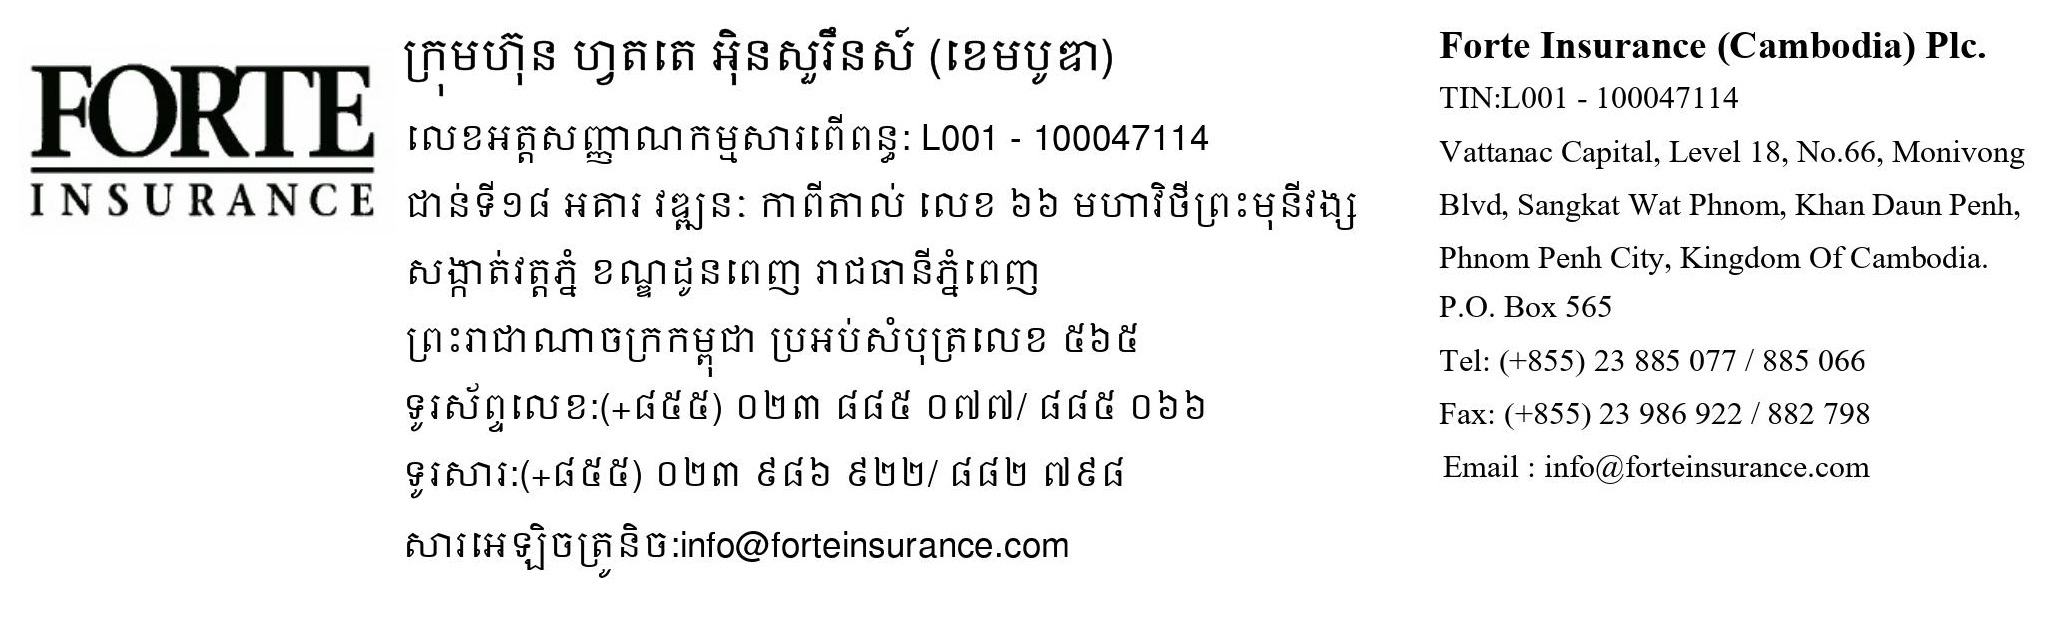 FORTE
INSURANCE
ក្រុមហ៊ុន ហ្វតតេ អ៊ិនសួរឹនស៍ (ខេមបូឌា)
លេខអត្តសញ្ញាណកម្មសារពើពន្ធ: L001 - 100047114
ជាន់ទី១៨ អគារ វឌ្ឍនៈ កាពីតាល់ លេខ ៦៦ មហាវិថីព្រះមុនីវង្ស
សង្កាត់វត្តភ្នំ ខណ្ឌដូនពេញ រាជធានីភ្នំពេញ
ព្រះរាជាណាចក្រកម្ពុជា ប្រអប់សំបុត្រលេខ ៥៦៥
ទូរស័ព្ទលេខ:(+៨៥៥) ០២៣ ៨៨៥ ០៧៧/ ៨៨៥ ០៦៦
ទូរសារ:(+៨៥៥) ០២៣ ៩៨៦ ៩២២/ ៨៨២ ៧៩៨
សារអេឡិចត្រូនិច:info@forteinsurance.com
Forte Insurance (Cambodia) Plc.
TIN:L001 - 100047114
Vattanac Capital, Level 18, No.66, Monivong
Blvd, Sangkat Wat Phnom, Khan Daun Penh,
Phnom Penh City, Kingdom Of Cambodia.
P.O. Box 565
Tel: (+855) 23 885 077 / 885 066
Fax: (+855) 23 986 922 / 882 798
Email : info@forteinsurance.com